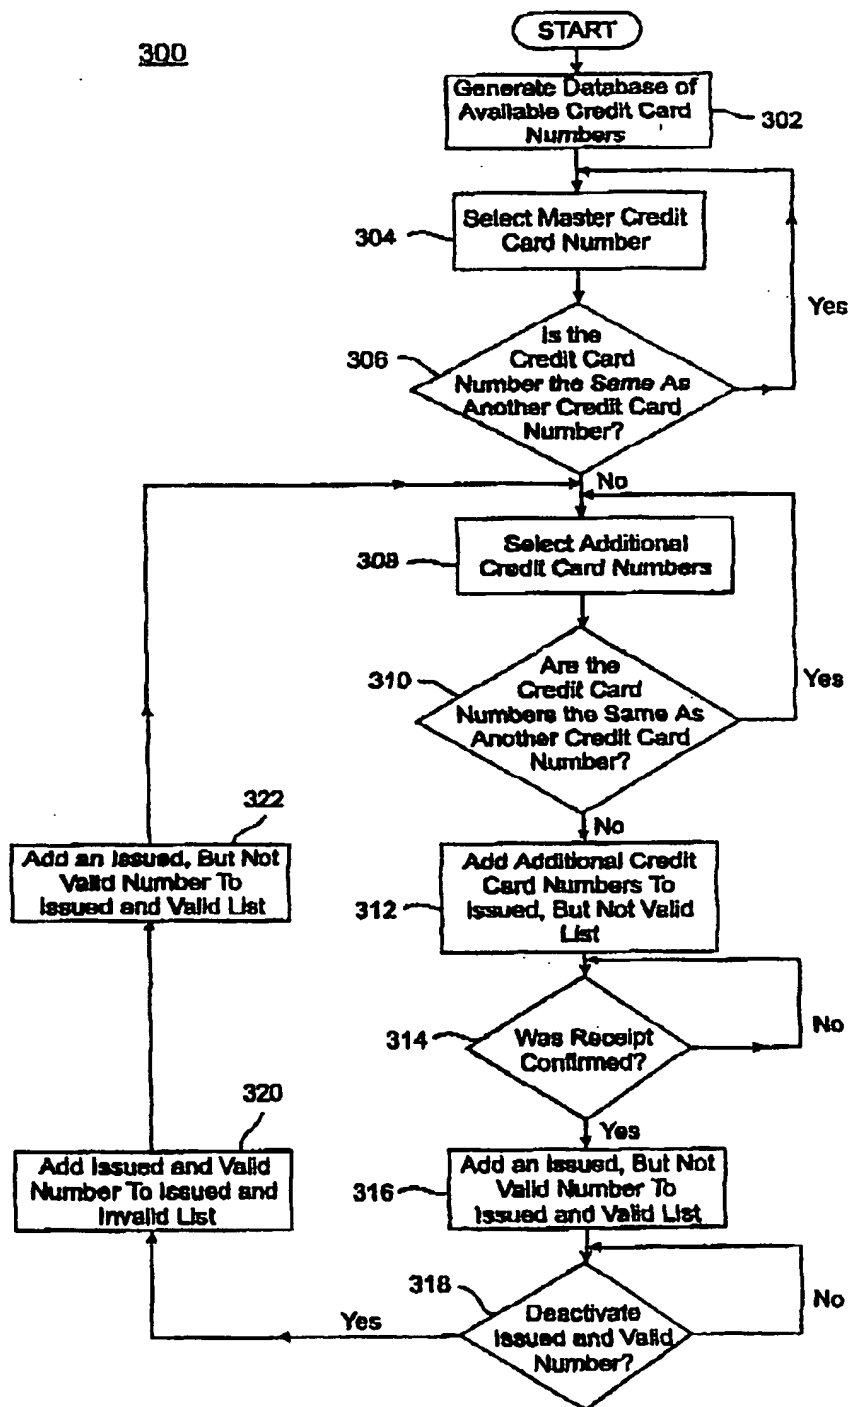 300
START
Generate Database of
Available Credit Card
Numbers
302
Select Master Credit
Card Number
304
Yes
Is the
Credit Card
Number the Same As
Another Credit Card
Number?
306
No
Select Additional
Credit Card Numbers
308
Are the
Credit Card
Numbers the Same As
Another Credit Card
Number?
310
Yes
No
322
Add an Issued, But Not
Valid Number To
Issued and Valid List
Add Additional Credit
Card Numbers To
Issued, But Not Valid
List
312
Was Receipt
Confirmed?
314
No
Yes
320
Add Issued and Valid
Number To Issued and
Invalid List
Add an Issued, But Not
Valid Number To
Issued and Valid List
316
318
Deactivate
Issued and Valid
Number?
No
Yes